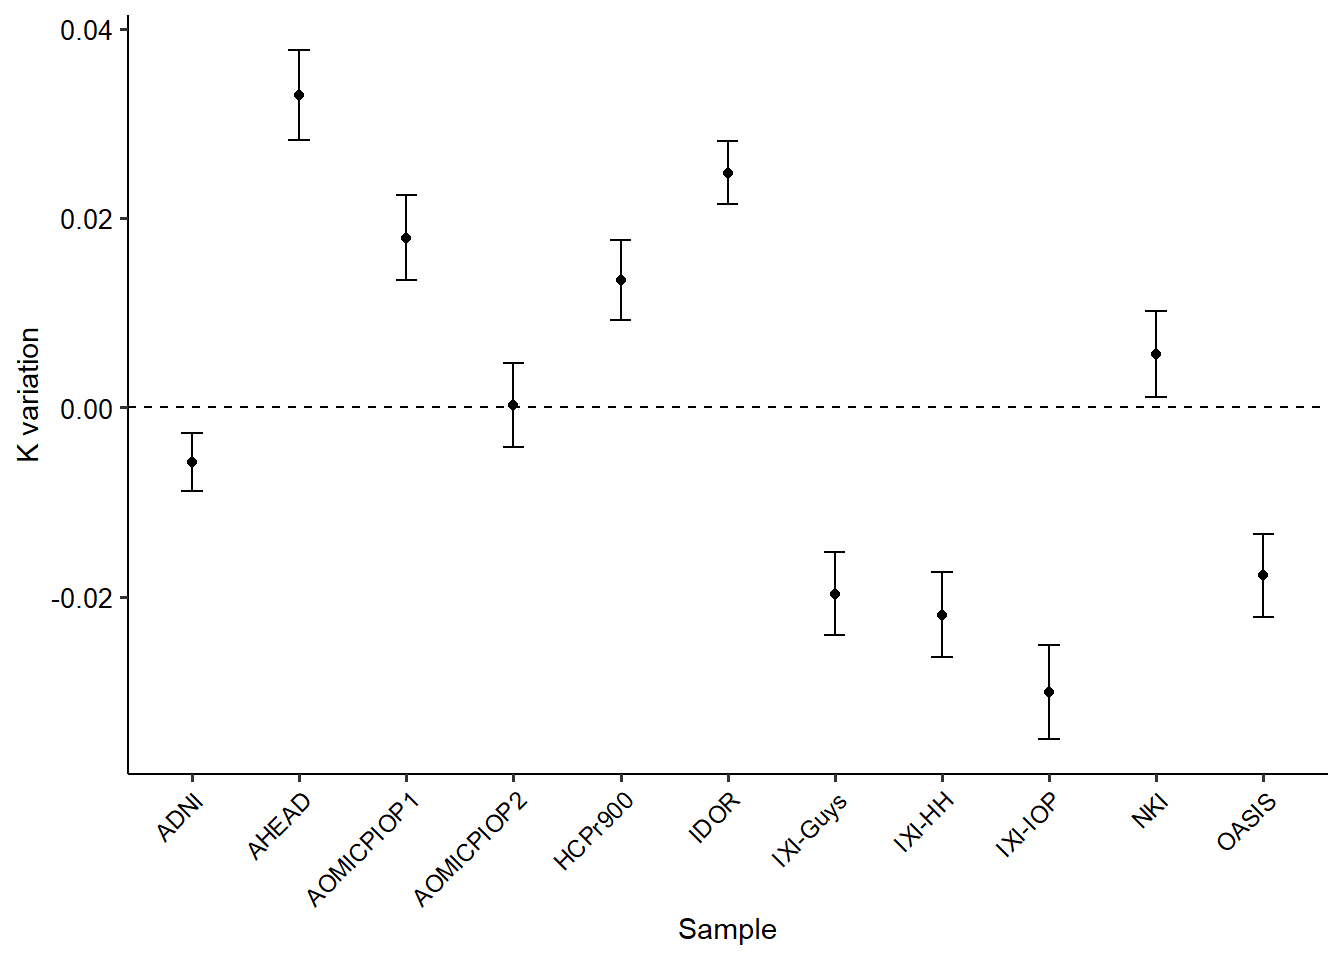 0.04
0.02
0.00
-0.02
K variation
ADNI
AHEAD
AOMICPIOP1
AOMICPIOP2
HCPr900
IDOR
IXI-Guys
IXI-HH
IXI-IOP
NKI
OASIS
Sample